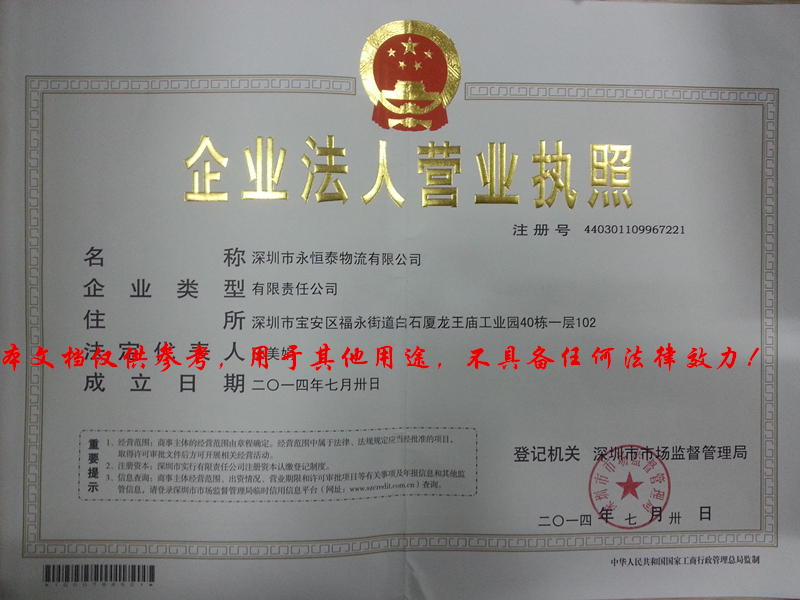 企业法人营业执照
注 册 号 440301109967221
名 称 深圳市永恒泰物流有限公司
企 业 类 型 有限责任公司
住 所 深圳市宝安区福永街道白石厦龙王庙工业园40栋一层102
法 定 代 表 人 美婷
本文档仅供参考，用于其他用途，不具备任何法律效力！
成 立 日 期 二〇一四年七月卅日
重要提示
1、经营范围：商事主体的经营范围由章程确定。经营范围中属于法律、法规规定应当经批准的项目，
取得许可审批文件后方可开展相关经营活动。
2、注册资本：深圳市实行有限责任公司注册资本认缴登记制度。
3、信息查询：商事主体经营范围、出资情况、营业期限和许可审批项目等有关事项及年报信息和其他监
管信息，请登录深圳市市场监督管理局临时信用信息平台（网址：www.szcredit.com.cn）查询。
登记机关 深圳市市场监督管理局
二〇一四 年 七 月 卅 日
中华人民共和国国家工商行政管理总局监制